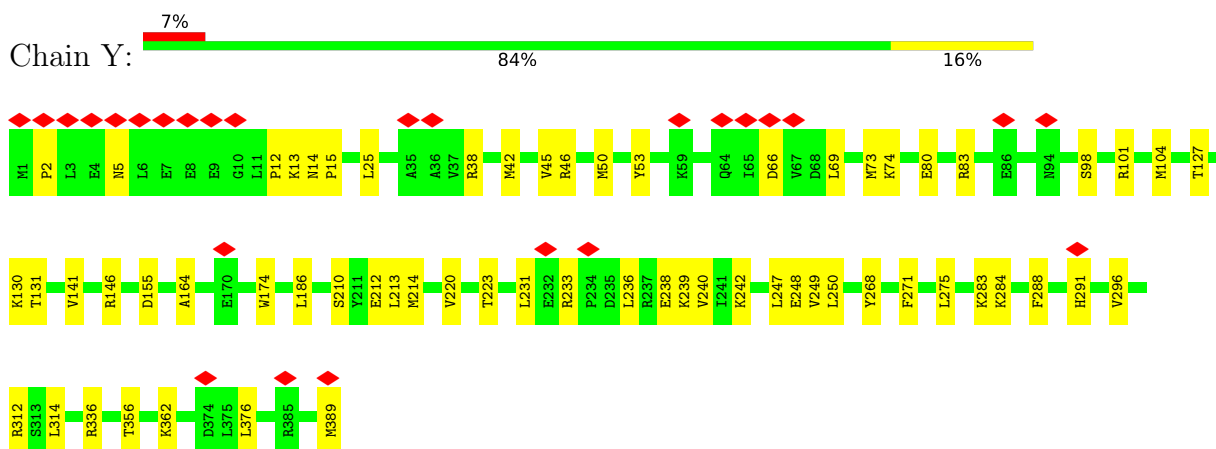 7%
Chain Y:
84% 16%
M1 P2 L3 E4 N5 L6 E7 E8 E9 G10 L11 P12 K13 N14 P15 L25 A35 A36 V37 R38 M42 V45 R46 M50 Y53 K59 Q64 I65 D66 V67 D68 L69 M73 K74 E80 R83 E86 N94 S98 R101 M104 T127
K130 T131 V141 R146 D155 A164 E170 W174 L186 S210 Y211 E212 L213 M214 V220 T223 L231 E232 R233 P234 D235 L236 R237 E238 K239 V240 I241 K242 L247 E248 V249 L250 Y268 F271 L275 K283 K284 F288 H291 V296
R312 S313 L314 R336 T356 K362 D374 L375 L376 R385 M389